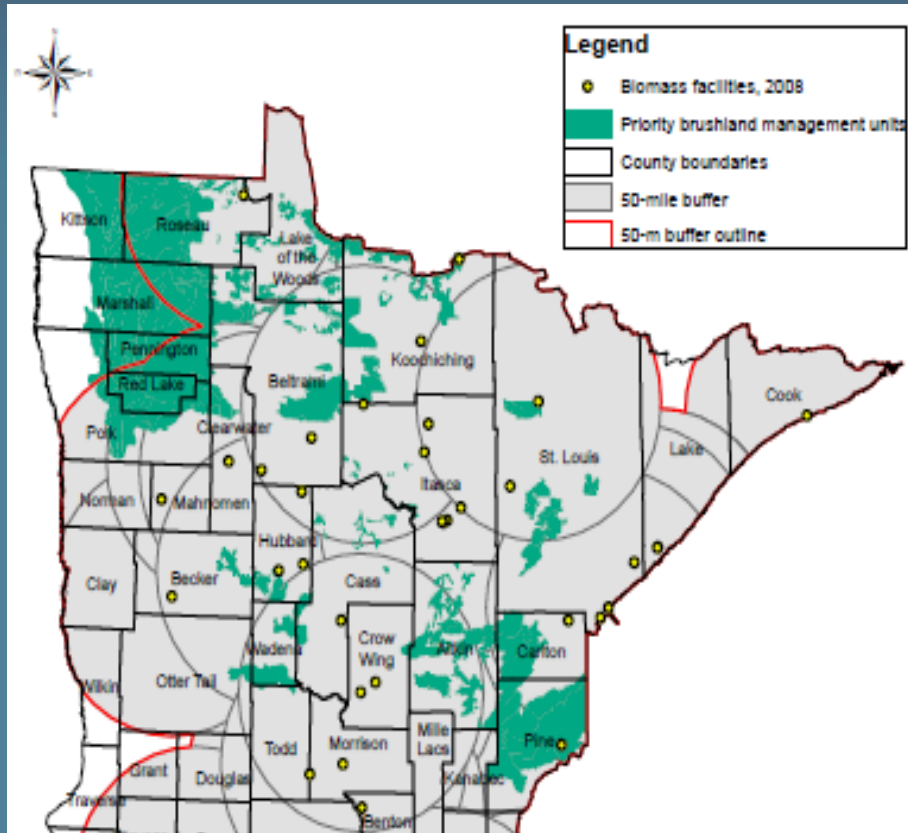 Legend
Biomass facilities, 2008
Priority brushland management units
County boundaries
50-mile buffer
50-m buffer outline
Kittson
Roseau
Lake
of the
Woods
Marshall
Pennington
Red Lake
Beltrami
Koochiching
Cook
Polk
Clearwater
Lake
St. Louis
Itasca
Norman
Mahnomen
Hubbard
Clay
Becker
Cass
Wadena
Crow
Wing
Aitkin
Carlton
Wilkin
Otter Tail
Mille
Lacs
Pine
Todd
Morrison
Grant
Douglas
Kanabec
Traverse
Benton